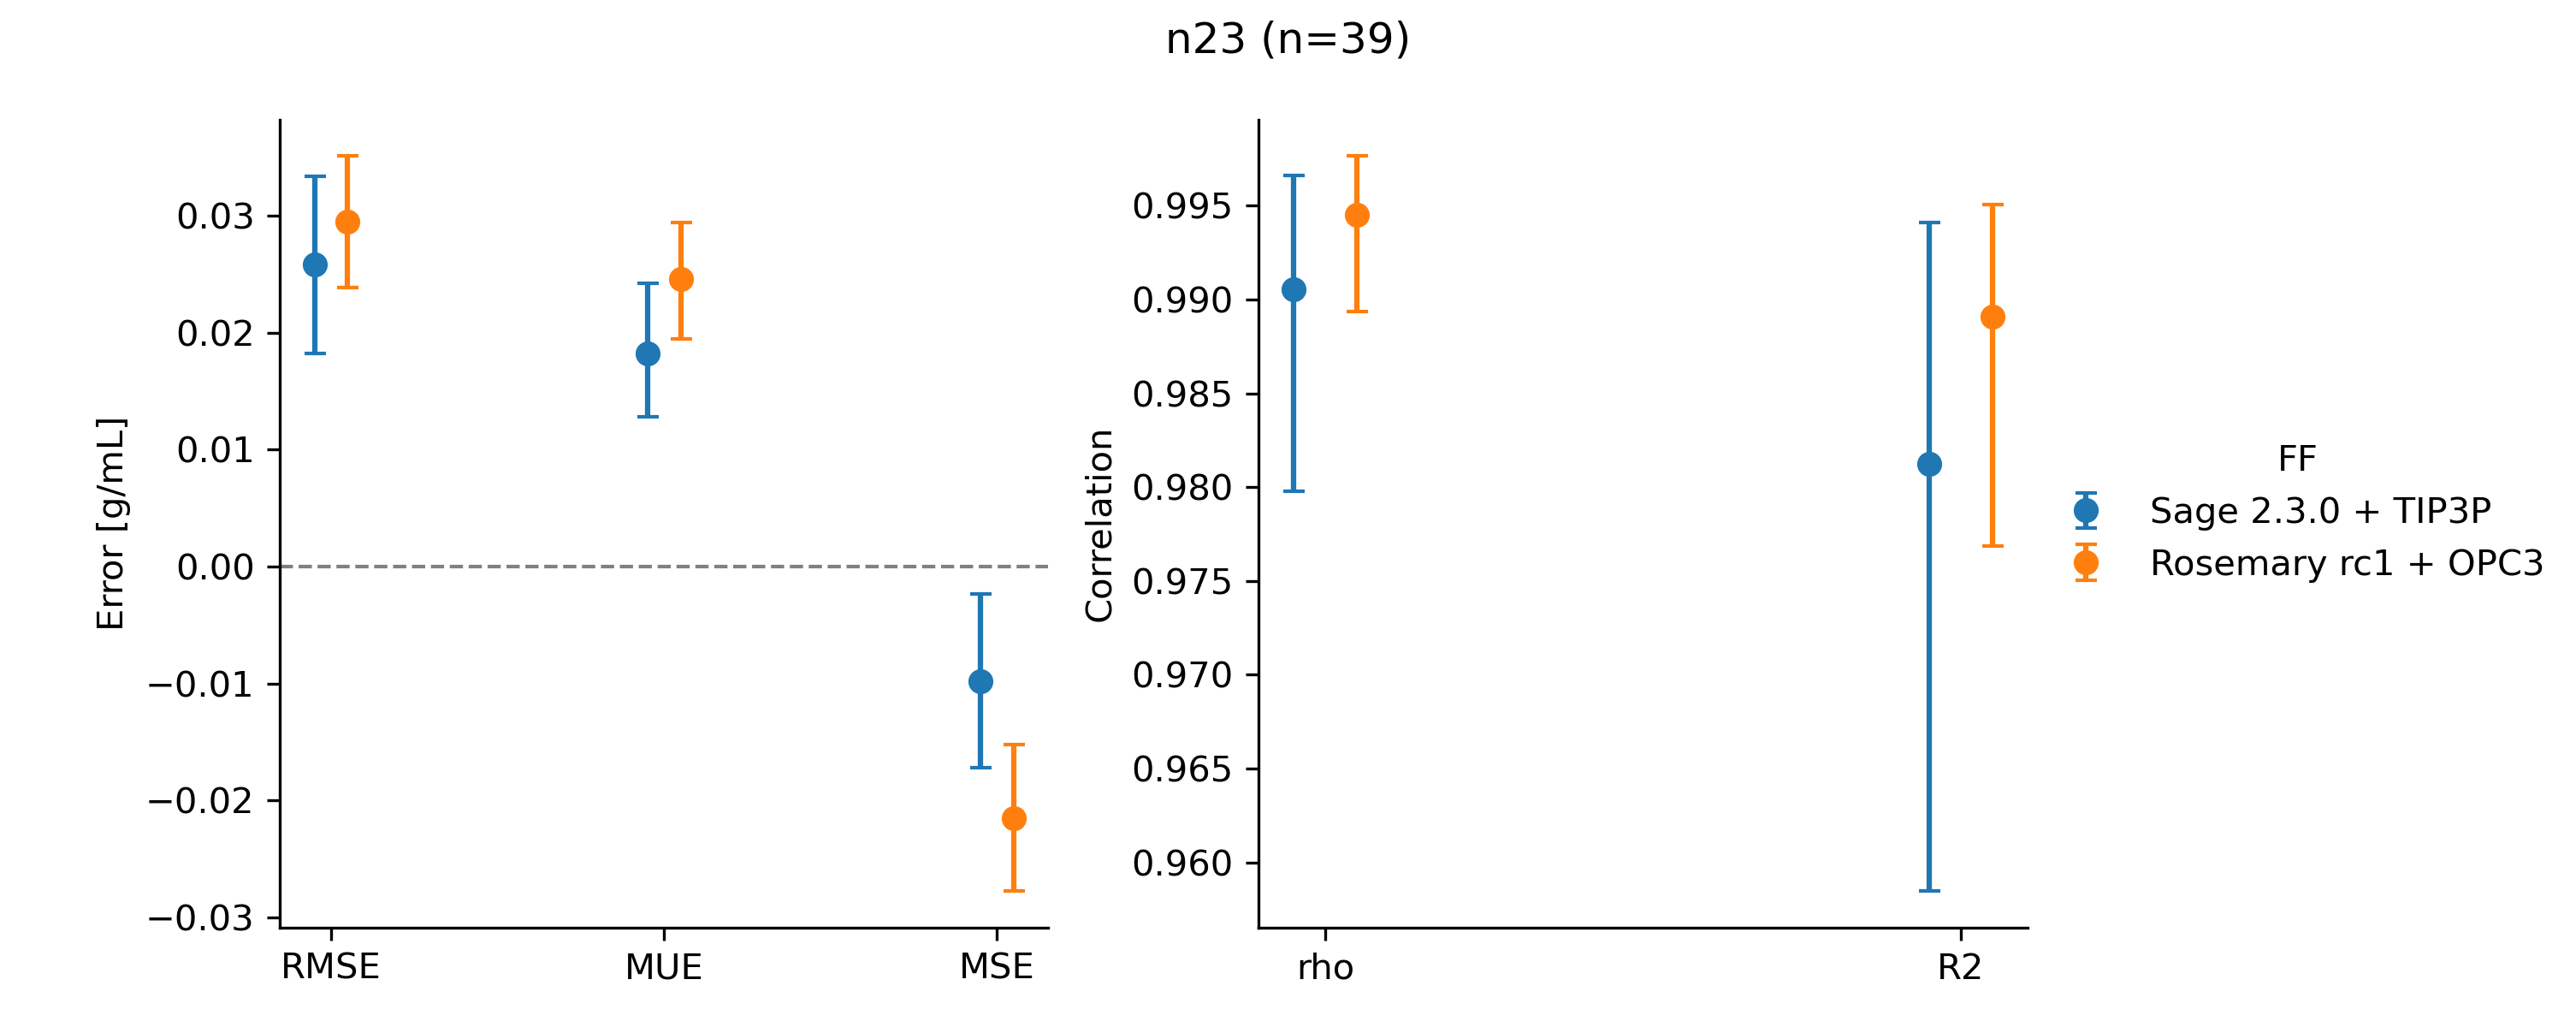 n23 (n=39)
Error [g/mL]
0.03
0.02
0.01
0.00
−0.01
−0.02
−0.03
RMSE
MUE
MSE
Correlation
0.995
0.990
0.985
0.980
0.975
0.970
0.965
0.960
rho
R2
FF
Sage 2.3.0 + TIP3P
Rosemary rc1 + OPC3